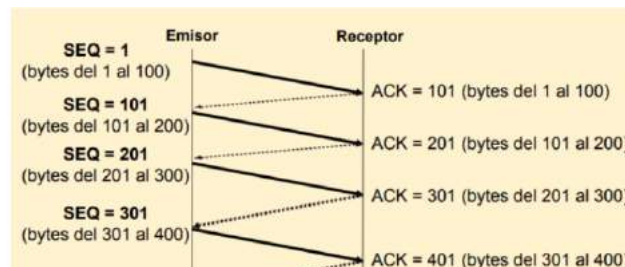 Emisor
Receptor
SEQ = 1
(bytes del 1 al 100)
ACK = 101 (bytes del 1 al 100)
SEQ = 101
(bytes del 101 al 200)
ACK = 201 (bytes del 101 al 200)
SEQ = 201
(bytes del 201 al 300)
ACK = 301 (bytes del 201 al 300)
SEQ = 301
(bytes del 301 al 400)
ACK = 401 (bytes del 301 al 400)